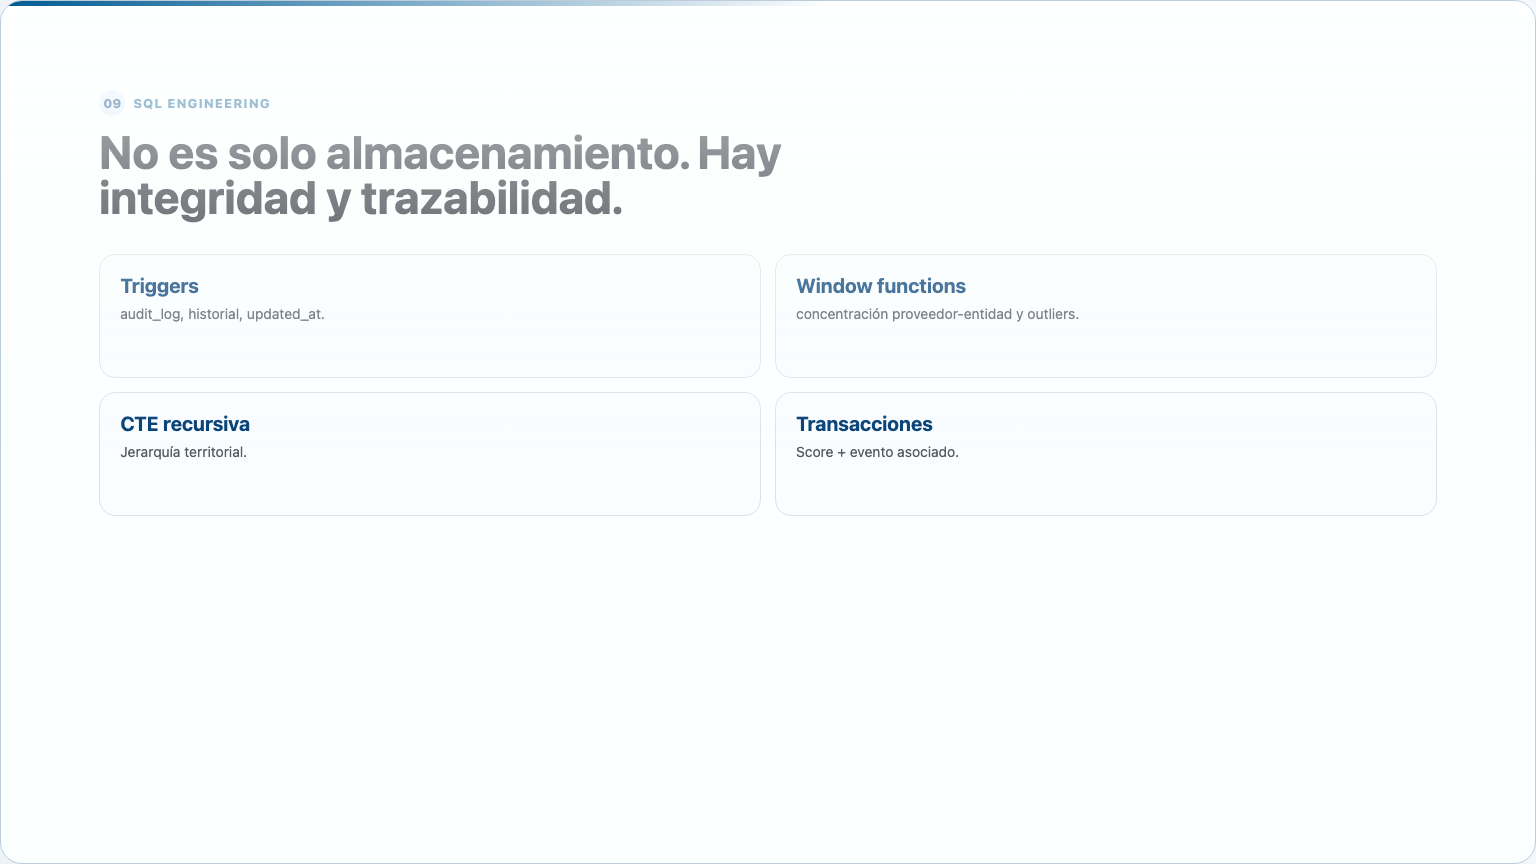 09 SQL ENGINEERING
No es solo almacenamiento. Hay
integridad y trazabilidad.
Triggers
audit_log, historial, updated_at.
Window functions
concentración proveedor-entidad y outliers.
CTE recursiva
Jerarquía territorial.
Transacciones
Score + evento asociado.